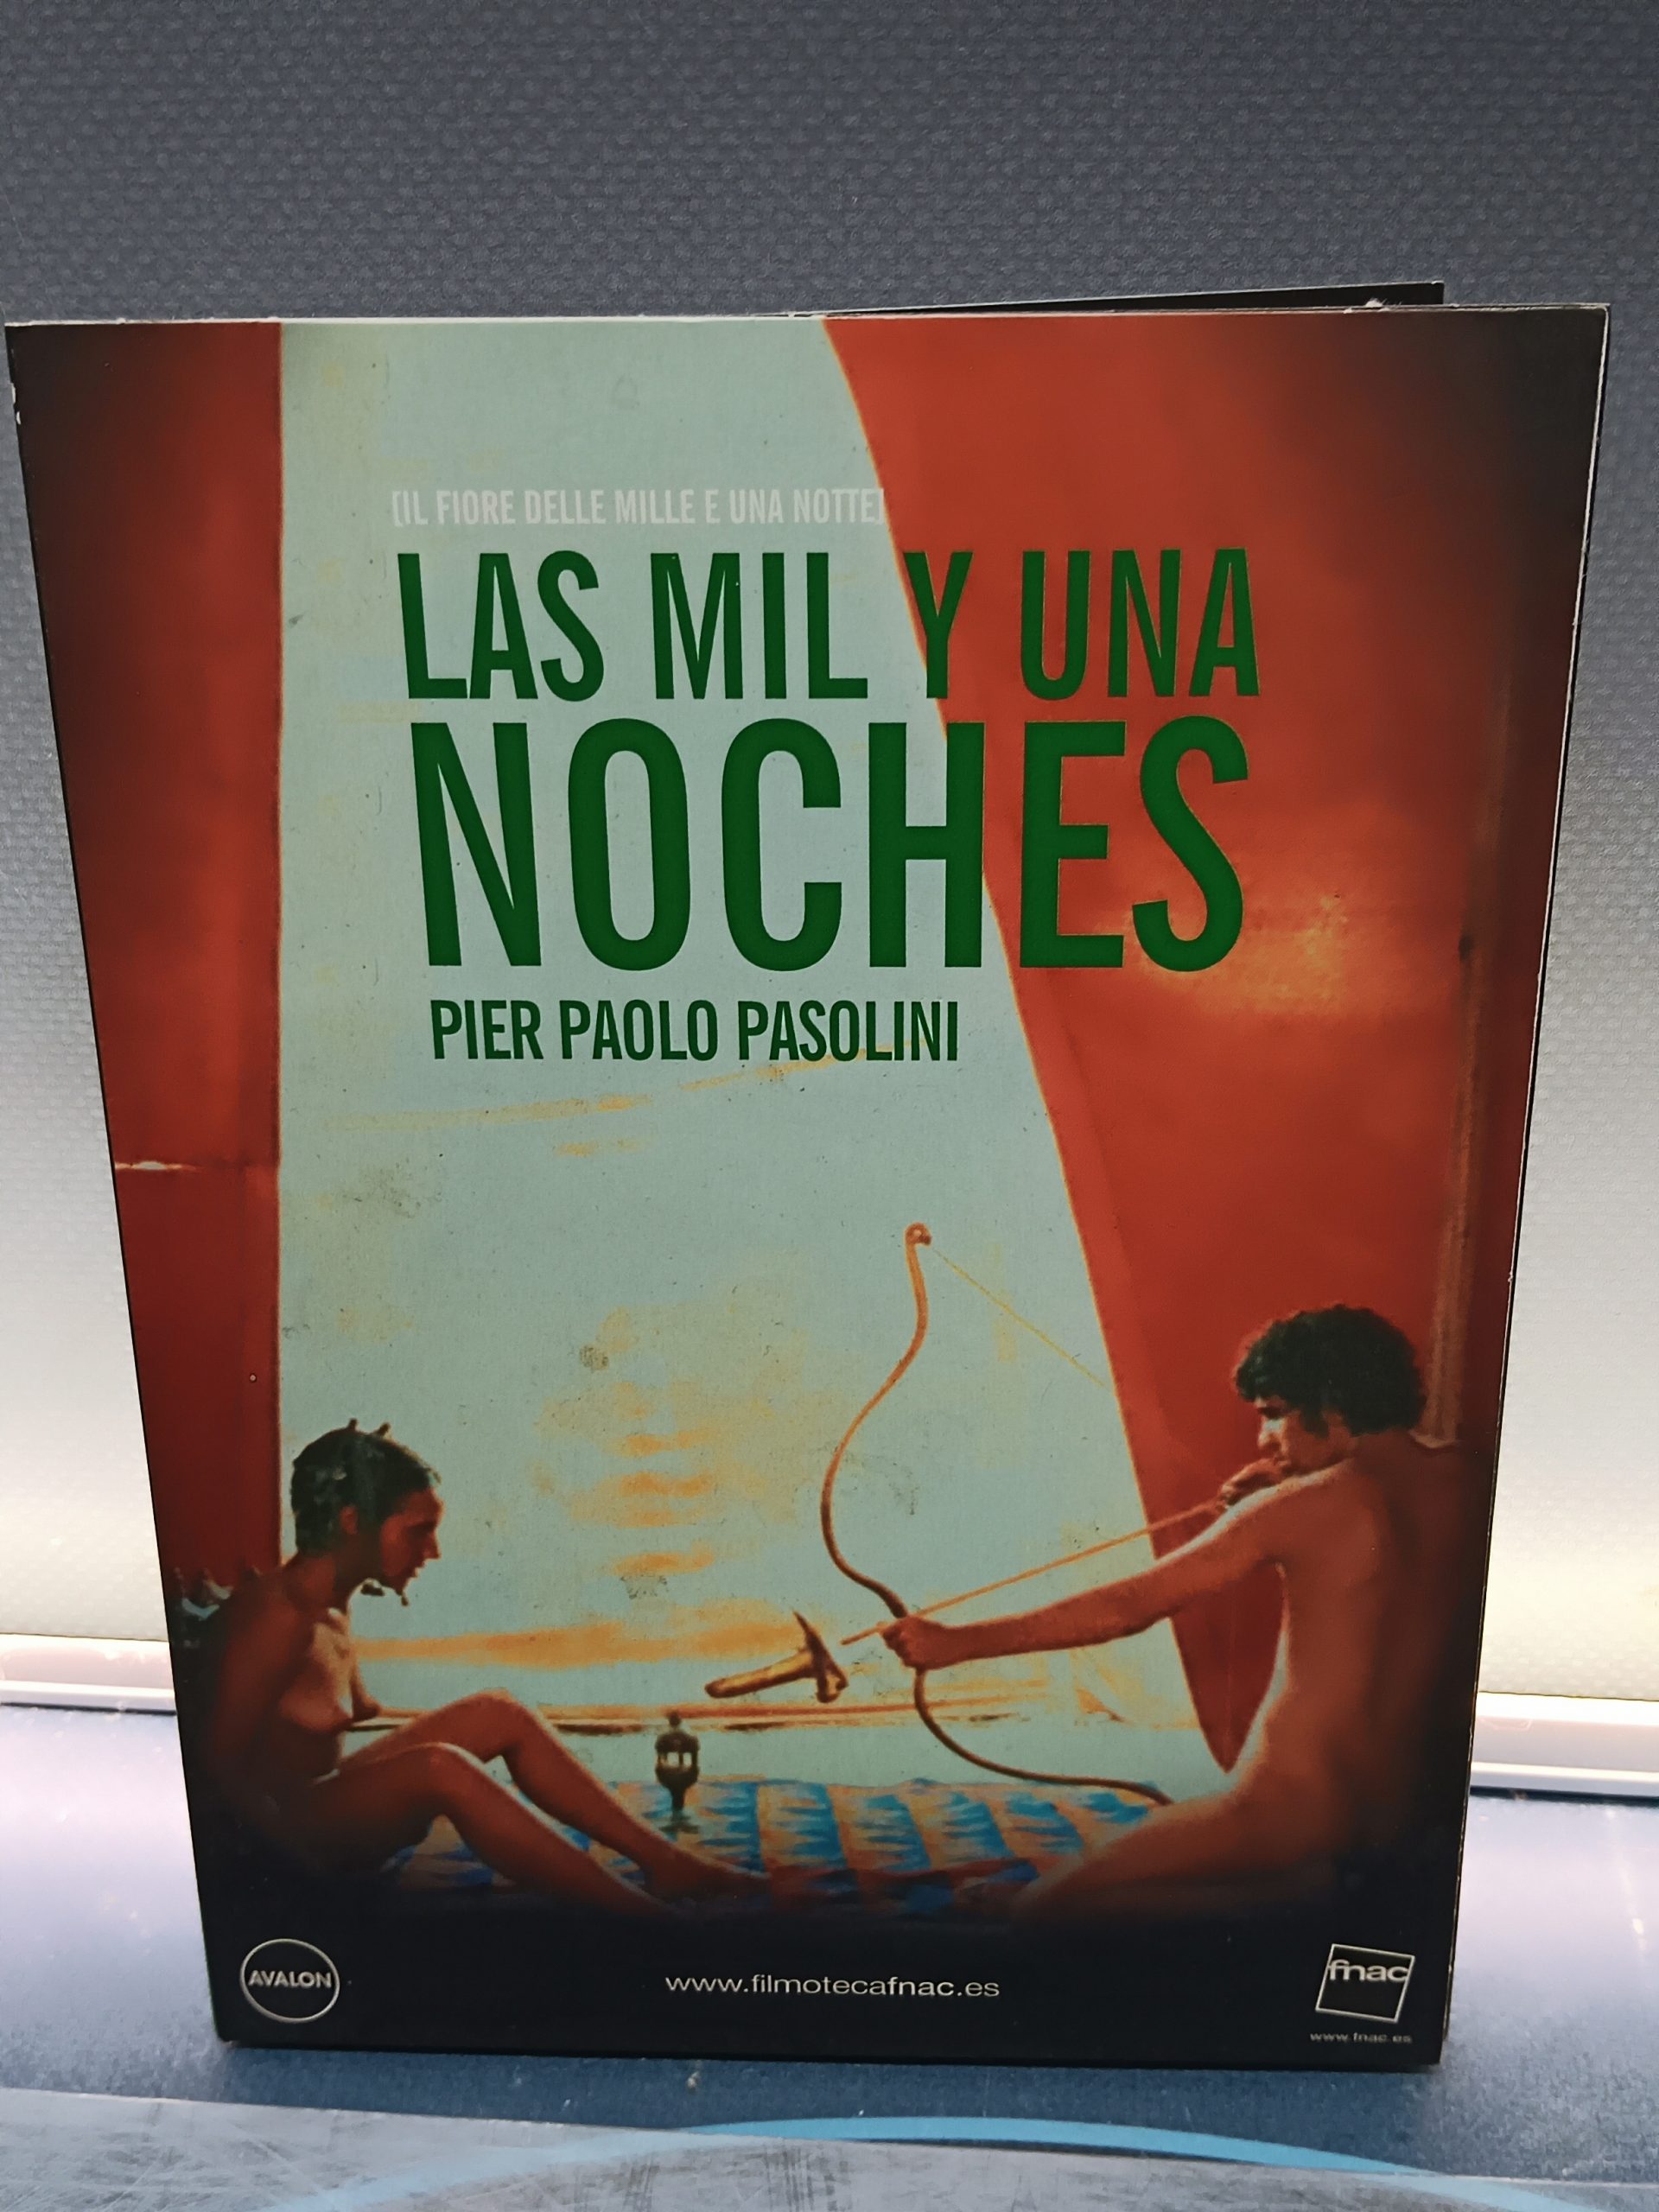 [IL FIORE DELLE MILLE E UNA NOTTE]
LAS MIL Y UNA
NOCHES
PIER PAOLO PASOLINI
AVALON
www.filmotecafnac.es
fnac
www.fnac.es